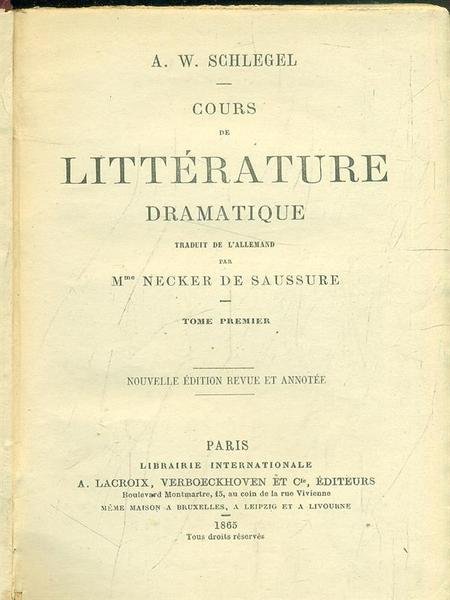 A. W. SCHLEGEL
COURS
DE
LITTÉRATURE
DRAMATIQUE
TRADUIT DE L'ALLEMAND
PAR
Mme NECKER DE SAUSSURE
TOME PREMIER
NOUVELLE ÉDITION REVUE ET ANNOTÉE
PARIS
LIBRAIRIE INTERNATIONALE
A. LACROIX, VERBOECKHOVEN ET Cie, ÉDITEURS
Boulevard Montmartre, 15, au coin de la rue Vivienne
MÊME MAISON A BRUXELLES, A LEIPZIG ET A LIVOURNE
1865
Tous droits réservés